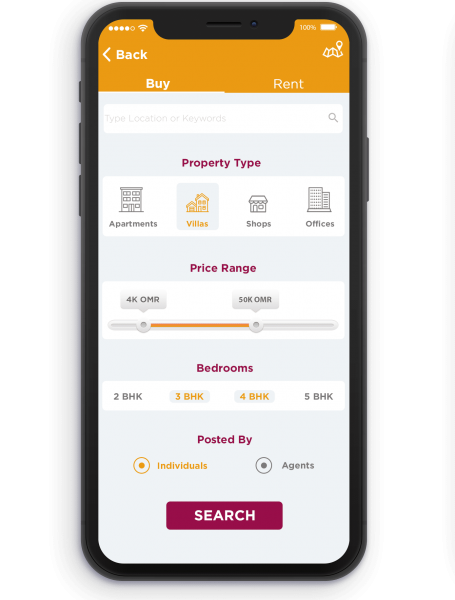 100%
Back
Buy Rent
Type Location or Keywords
Property Type
Apartments Villas Shops Offices
Price Range
4K OMR 50K OMR
Bedrooms
2 BHK 3 BHK 4 BHK 5 BHK
Posted By
Individuals Agents
SEARCH